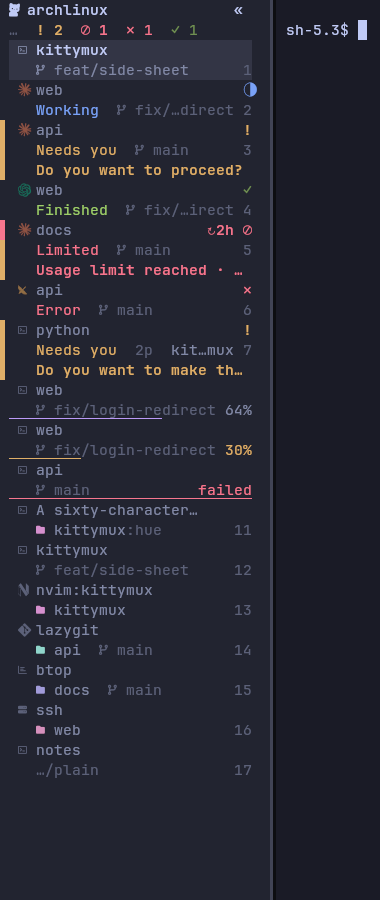 archlinux «
… ! 2 ⊘ 1 × 1 ✓ 1
kittymux
feat/side-sheet 1
web
Working fix/…direct 2
api !
Needs you main 3
Do you want to proceed?
web ✓
Finished fix/…irect 4
docs ↻2h ⊘
Limited main 5
Usage limit reached · …
api ×
Error main 6
python !
Needs you 2p kit…mux 7
Do you want to make th…
web
fix/login-redirect 64%
web
fix/login-redirect 30%
api
main failed
A sixty-character…
kittymux:hue 11
kittymux
feat/side-sheet 12
nvim:kittymux
kittymux 13
lazygit
api main 14
btop
docs main 15
ssh
web 16
notes
…/plain 17
sh-5.3$